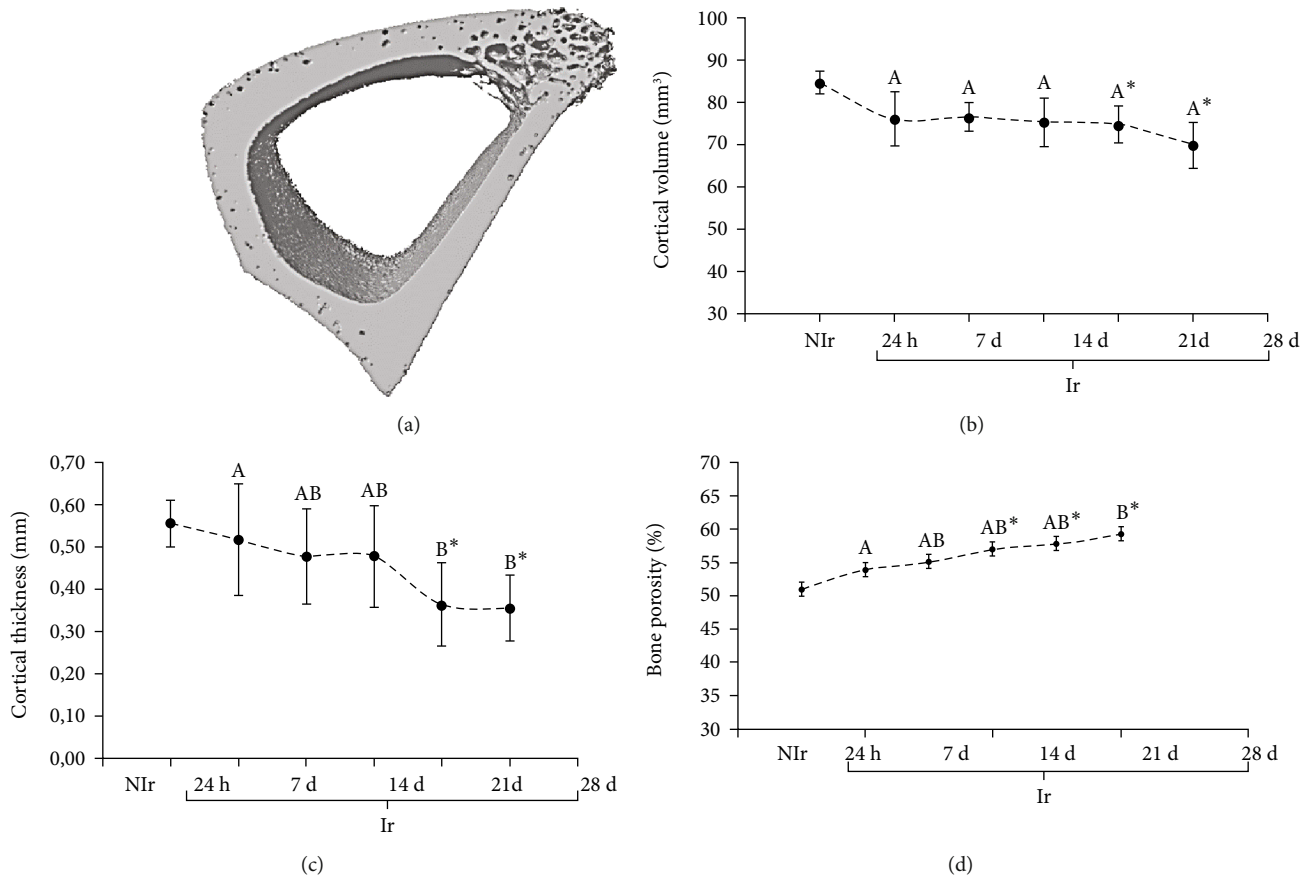 (a)
100
90
80
70
60
50
40
30
Cortical volume (mm³)
A
A
A
A*
A*
NIr 24 h 7 d 14 d 21d 28 d
Ir
(b)
0,70
0,60
0,50
0,40
0,30
0,20
0,10
0,00
Cortical thickness (mm)
A
AB
AB
B*
B*
NIr 24 h 7 d 14 d 21d 28 d
Ir
(c)
70
65
60
55
50
45
40
35
30
Bone porosity (%)
A
AB
AB*
AB*
B*
NIr 24 h 7 d 14 d 21 d 28 d
Ir
(d)